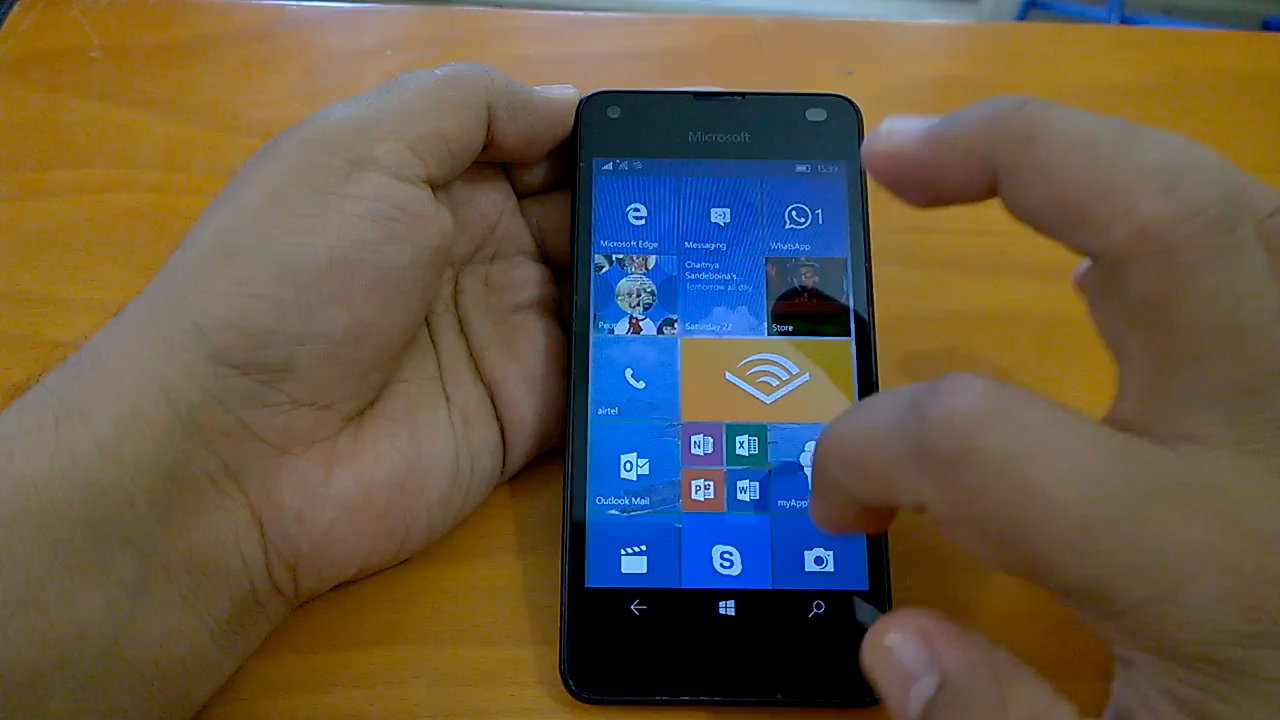 Microsoft
15:39
1
Microsoft Edge
Messaging
WhatsApp
Chaitnya
Sandeboina's...
Tomorrow all day
Saturday 22
Store
airtel
N
X
O
Outlook Mail
P
W
S